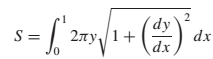 S = ∫₀¹ 2πy√(1 + (dy/dx)²) dx